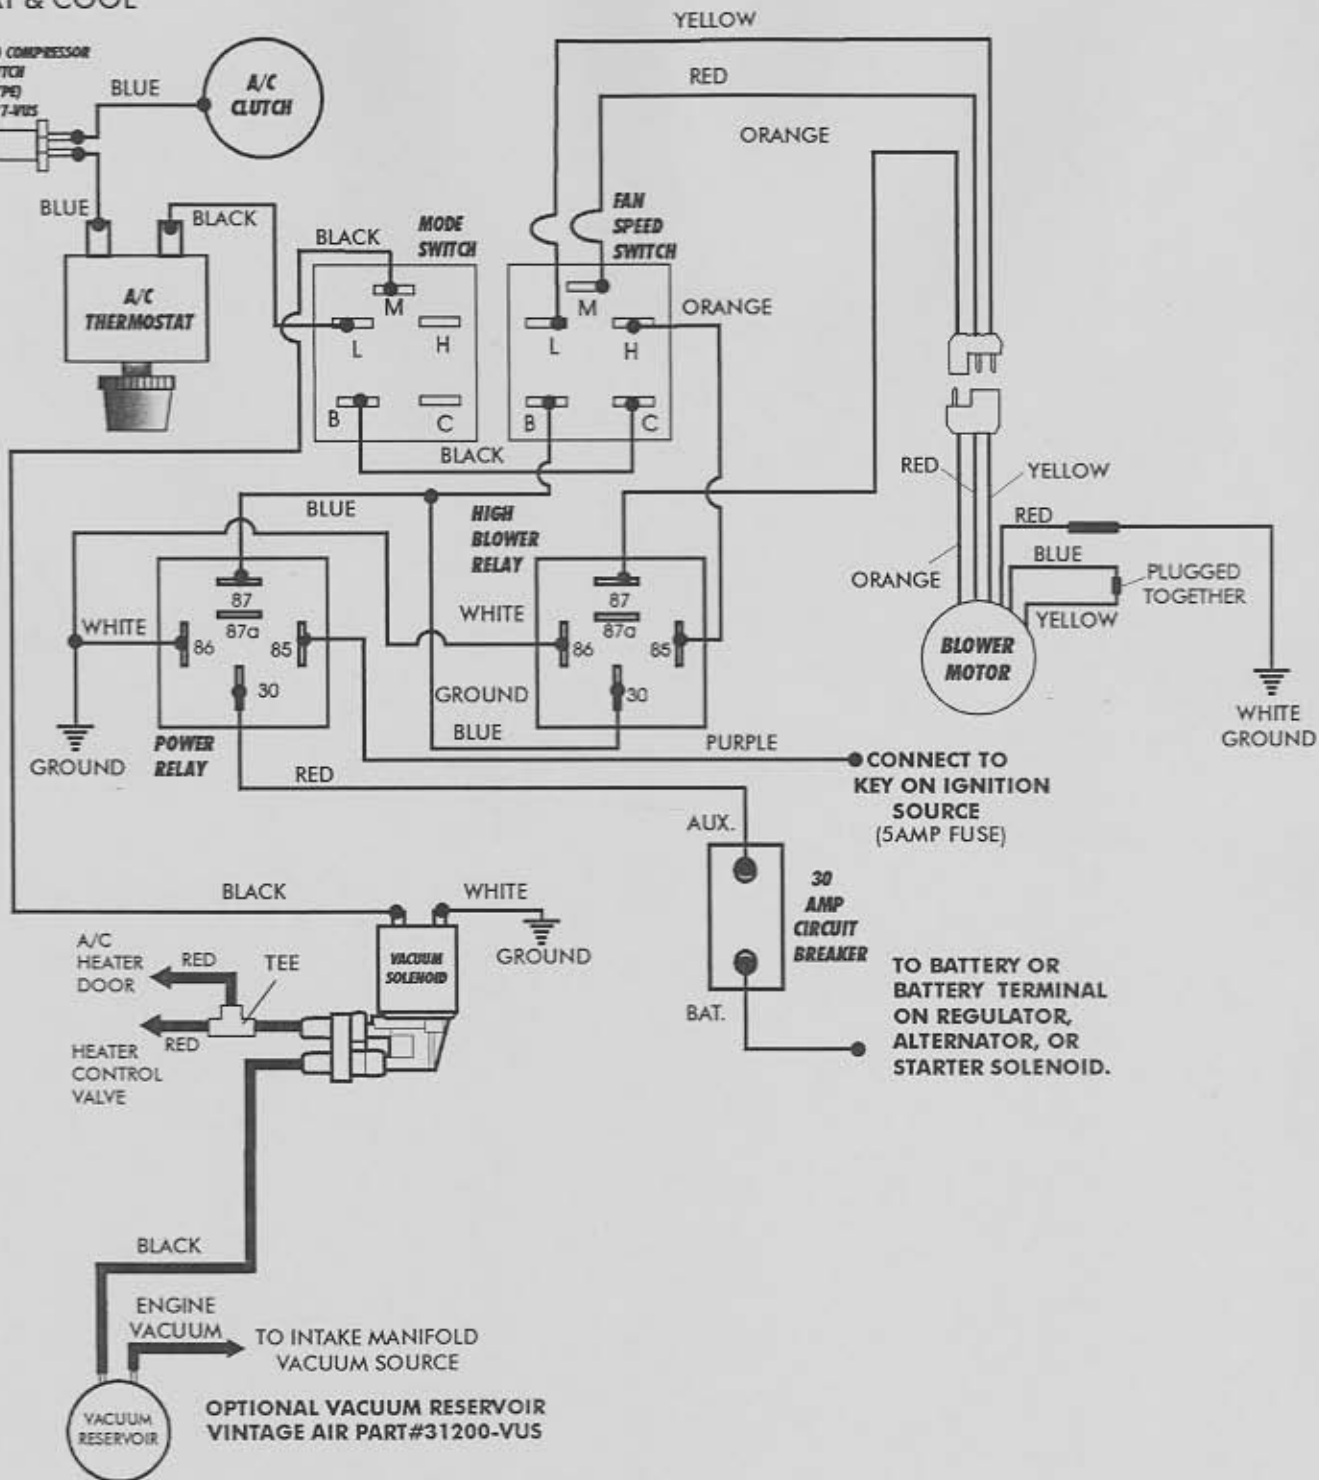 & COOL
COMPRESSOR
7-VUS
BLUE
A/C
CLUTCH
YELLOW
RED
ORANGE
BLUE
BLACK
BLACK
MODE
SWITCH
FAN
SPEED
SWITCH
A/C
THERMOSTAT
M
L
H
B
C
M
L
H
B
C
ORANGE
BLACK
BLUE
HIGH
BLOWER
RELAY
RED
YELLOW
RED
BLUE
PLUGGED
TOGETHER
YELLOW
ORANGE
BLOWER
MOTOR
WHITE
GROUND
WHITE
87
87a
86
85
30
WHITE
GROUND
87
87a
86
85
30
BLUE
PURPLE
GROUND
POWER
RELAY
RED
CONNECT TO
KEY ON IGNITION
SOURCE
(5AMP FUSE)
AUX.
30
AMP
CIRCUIT
BREAKER
BAT.
TO BATTERY OR
BATTERY TERMINAL
ON REGULATOR,
ALTERNATOR, OR
STARTER SOLENOID.
BLACK
WHITE
GROUND
VACUUM
SOLENOID
A/C
HEATER
DOOR
RED
TEE
RED
HEATER
CONTROL
VALVE
BLACK
ENGINE
VACUUM
TO INTAKE MANIFOLD
VACUUM SOURCE
VACUUM
RESERVOIR
OPTIONAL VACUUM RESERVOIR
VINTAGE AIR PART#31200-VUS